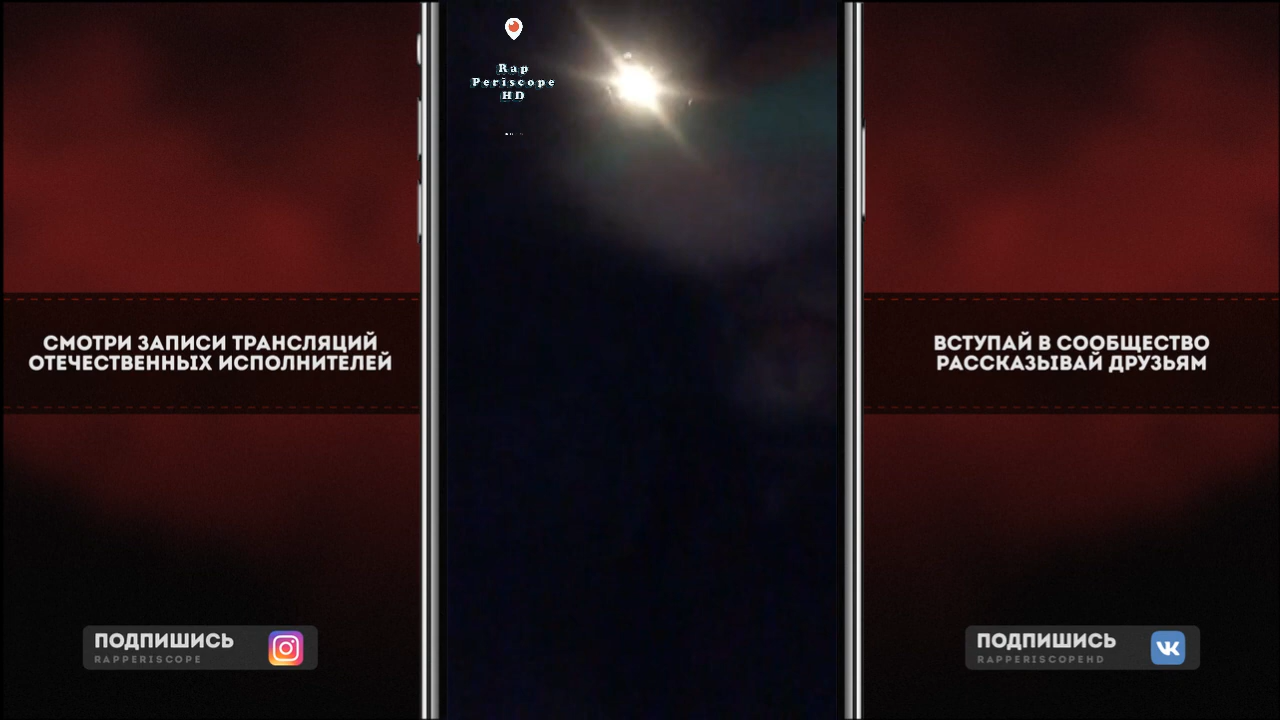 Rap
Periscope
HD
СМОТРИ ЗАПИСИ ТРАНСЛЯЦИЙ
ОТЕЧЕСТВЕННЫХ ИСПОЛНИТЕЛЕЙ
ВСТУПАЙ В СООБЩЕСТВО
РАССКАЗЫВАЙ ДРУЗЬЯМ
ПОДПИШИСЬ
RAPPERISCOPE
ПОДПИШИСЬ
RAPPERISCOPEHD